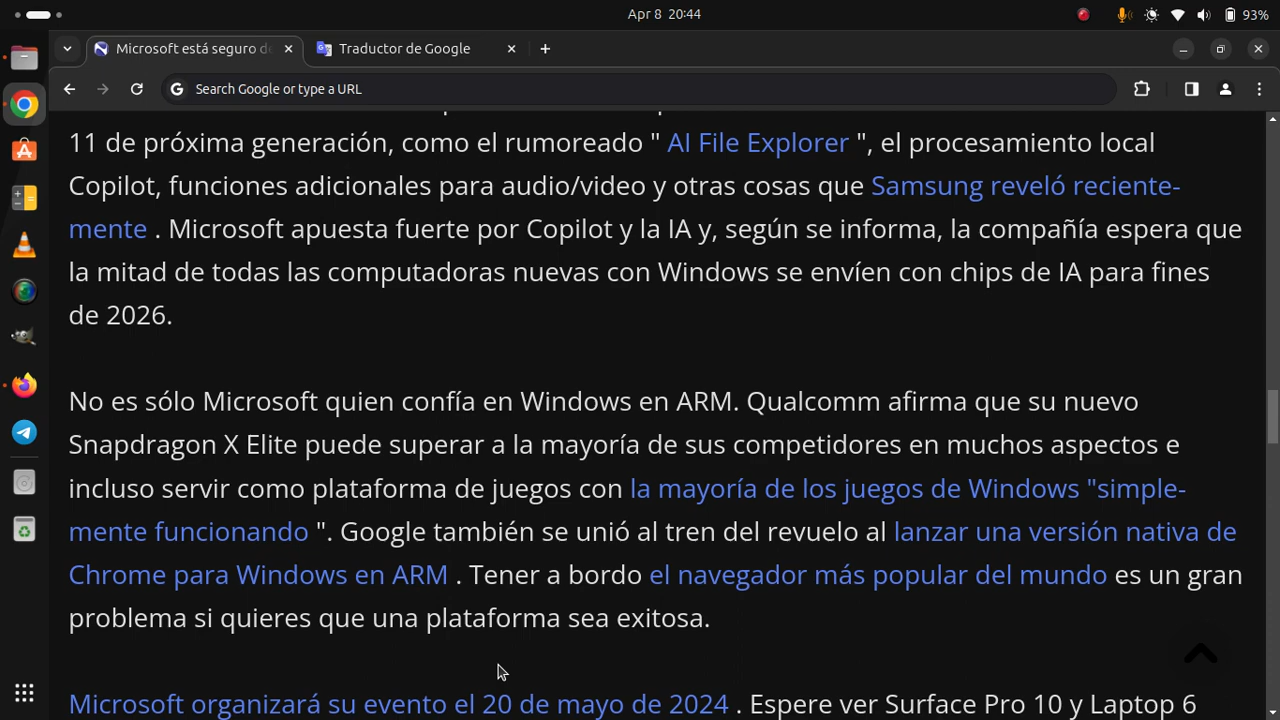 Apr 8 20:44
93%
Microsoft está seguro de
Traductor de Google
Search Google or type a URL
11 de próxima generación, como el rumoreado " AI File Explorer ", el procesamiento local
Copilot, funciones adicionales para audio/video y otras cosas que Samsung reveló reciente-
mente . Microsoft apuesta fuerte por Copilot y la IA y, según se informa, la compañía espera que
la mitad de todas las computadoras nuevas con Windows se envíen con chips de IA para fines
de 2026.
No es sólo Microsoft quien confía en Windows en ARM. Qualcomm afirma que su nuevo
Snapdragon X Elite puede superar a la mayoría de sus competidores en muchos aspectos e
incluso servir como plataforma de juegos con la mayoría de los juegos de Windows "simple-
mente funcionando ". Google también se unió al tren del revuelo al lanzar una versión nativa de
Chrome para Windows en ARM . Tener a bordo el navegador más popular del mundo es un gran
problema si quieres que una plataforma sea exitosa.
Microsoft organizará su evento el 20 de mayo de 2024 . Espere ver Surface Pro 10 y Laptop 6